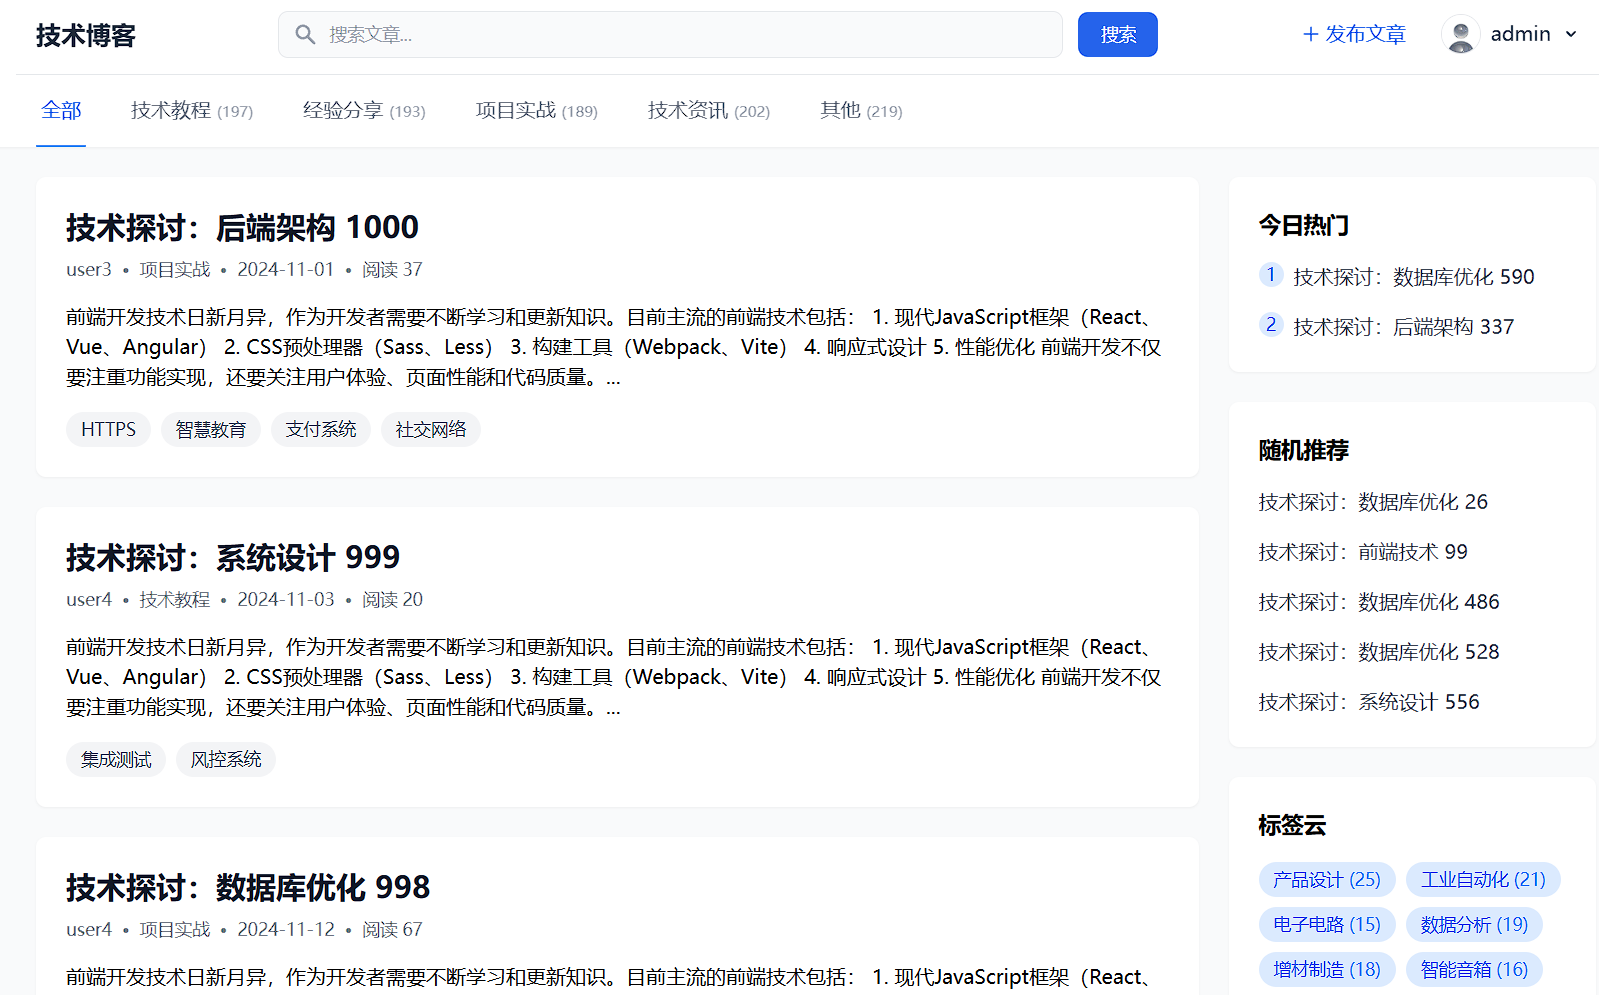 技术博客
搜索文章...
搜索
+ 发布文章
admin
全部
技术教程 (197)
经验分享 (193)
项目实战 (189)
技术资讯 (202)
其他 (219)
技术探讨：后端架构 1000
user3 • 项目实战 • 2024-11-01 • 阅读 37
前端开发技术日新月异，作为开发者需要不断学习和更新知识。目前主流的前端技术包括： 1. 现代JavaScript框架（React、
Vue、Angular） 2. CSS预处理器（Sass、Less） 3. 构建工具（Webpack、Vite） 4. 响应式设计 5. 性能优化 前端开发不仅
要注重功能实现，还要关注用户体验、页面性能和代码质量。...
HTTPS
智慧教育
支付系统
社交网络
技术探讨：系统设计 999
user4 • 技术教程 • 2024-11-03 • 阅读 20
前端开发技术日新月异，作为开发者需要不断学习和更新知识。目前主流的前端技术包括： 1. 现代JavaScript框架（React、
Vue、Angular） 2. CSS预处理器（Sass、Less） 3. 构建工具（Webpack、Vite） 4. 响应式设计 5. 性能优化 前端开发不仅
要注重功能实现，还要关注用户体验、页面性能和代码质量。...
集成测试
风控系统
技术探讨：数据库优化 998
user4 • 项目实战 • 2024-11-12 • 阅读 67
前端开发技术日新月异，作为开发者需要不断学习和更新知识。目前主流的前端技术包括： 1. 现代JavaScript框架（React、
今日热门
1 技术探讨：数据库优化 590
2 技术探讨：后端架构 337
随机推荐
技术探讨：数据库优化 26
技术探讨：前端技术 99
技术探讨：数据库优化 486
技术探讨：数据库优化 528
技术探讨：系统设计 556
标签云
产品设计 (25)
工业自动化 (21)
电子电路 (15)
数据分析 (19)
增材制造 (18)
智能音箱 (16)